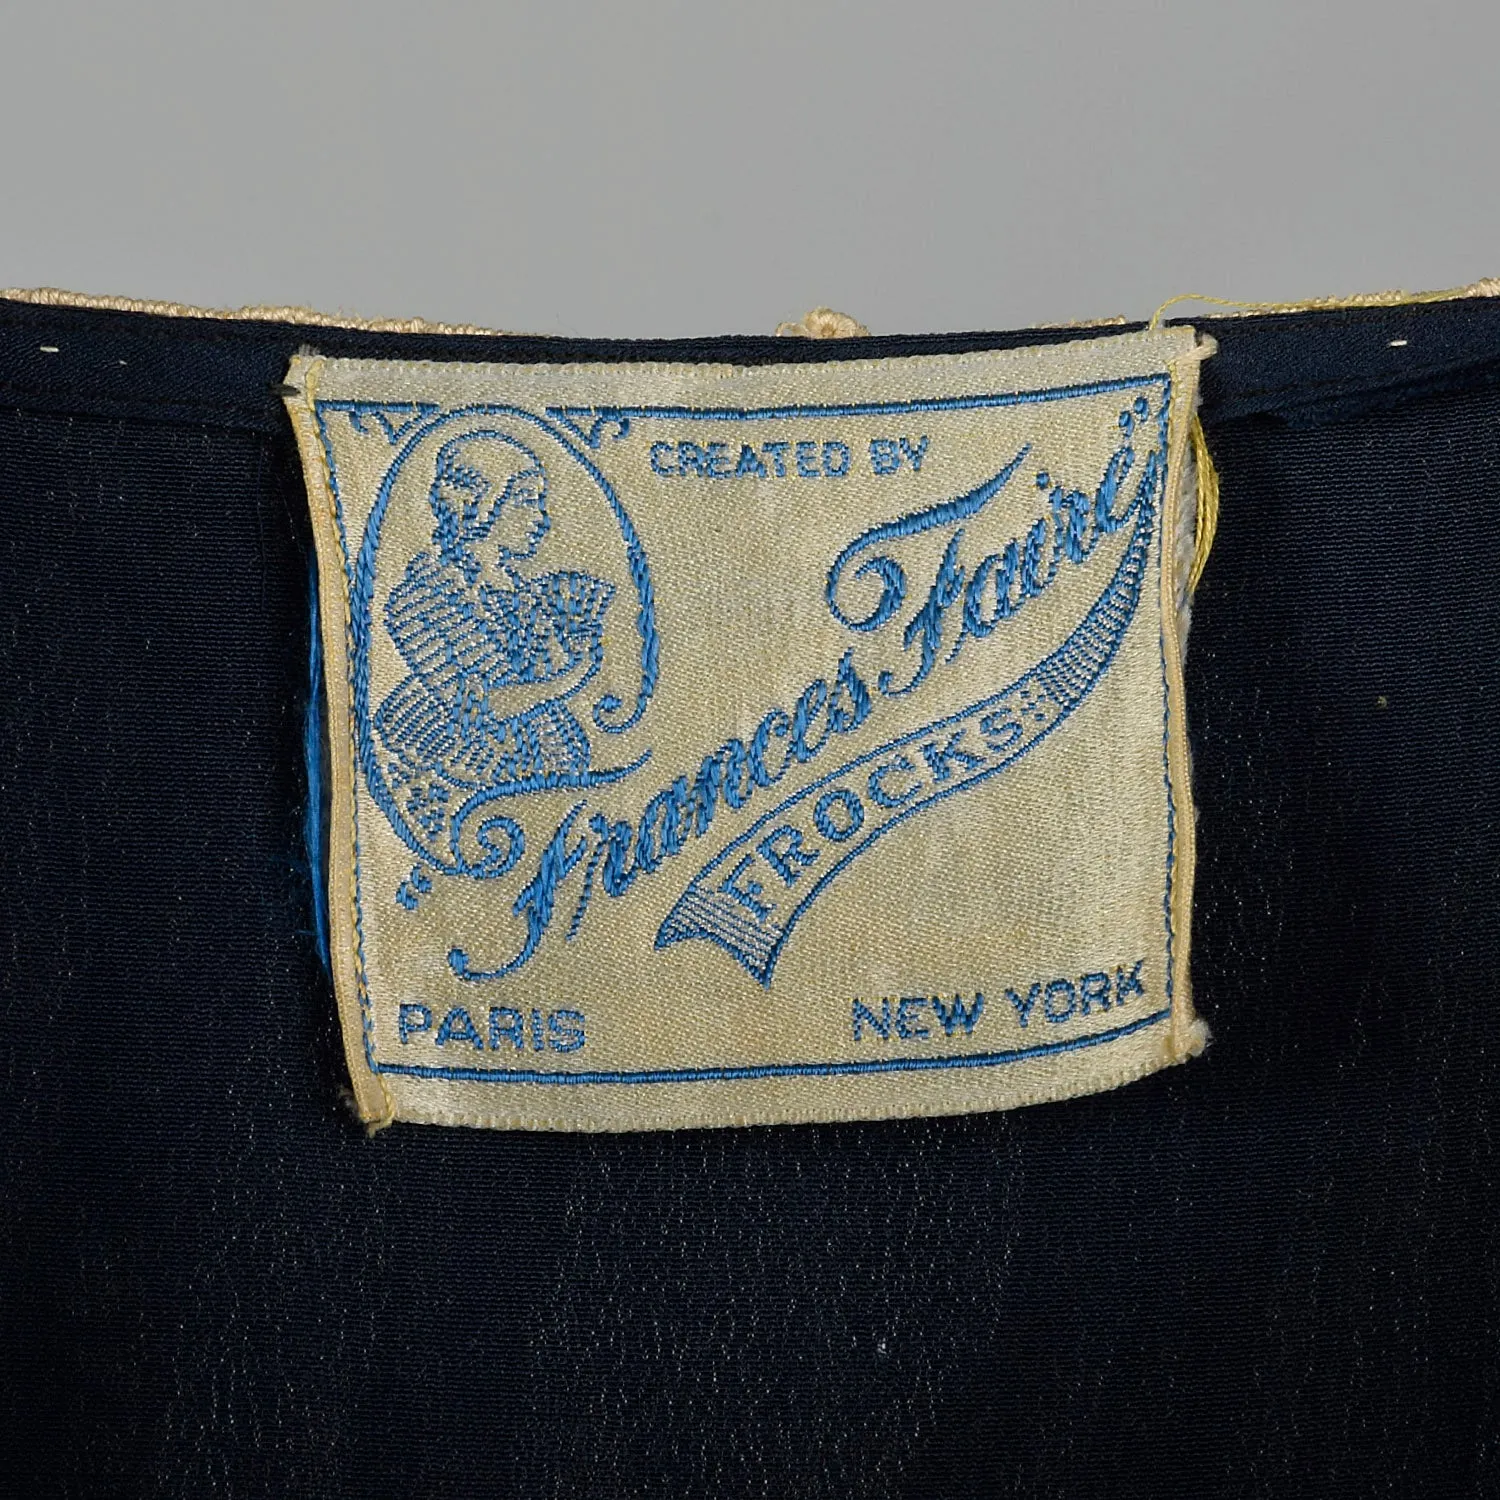 CREATED BY
"Frances Faire"
FROCKS
PARIS NEW YORK